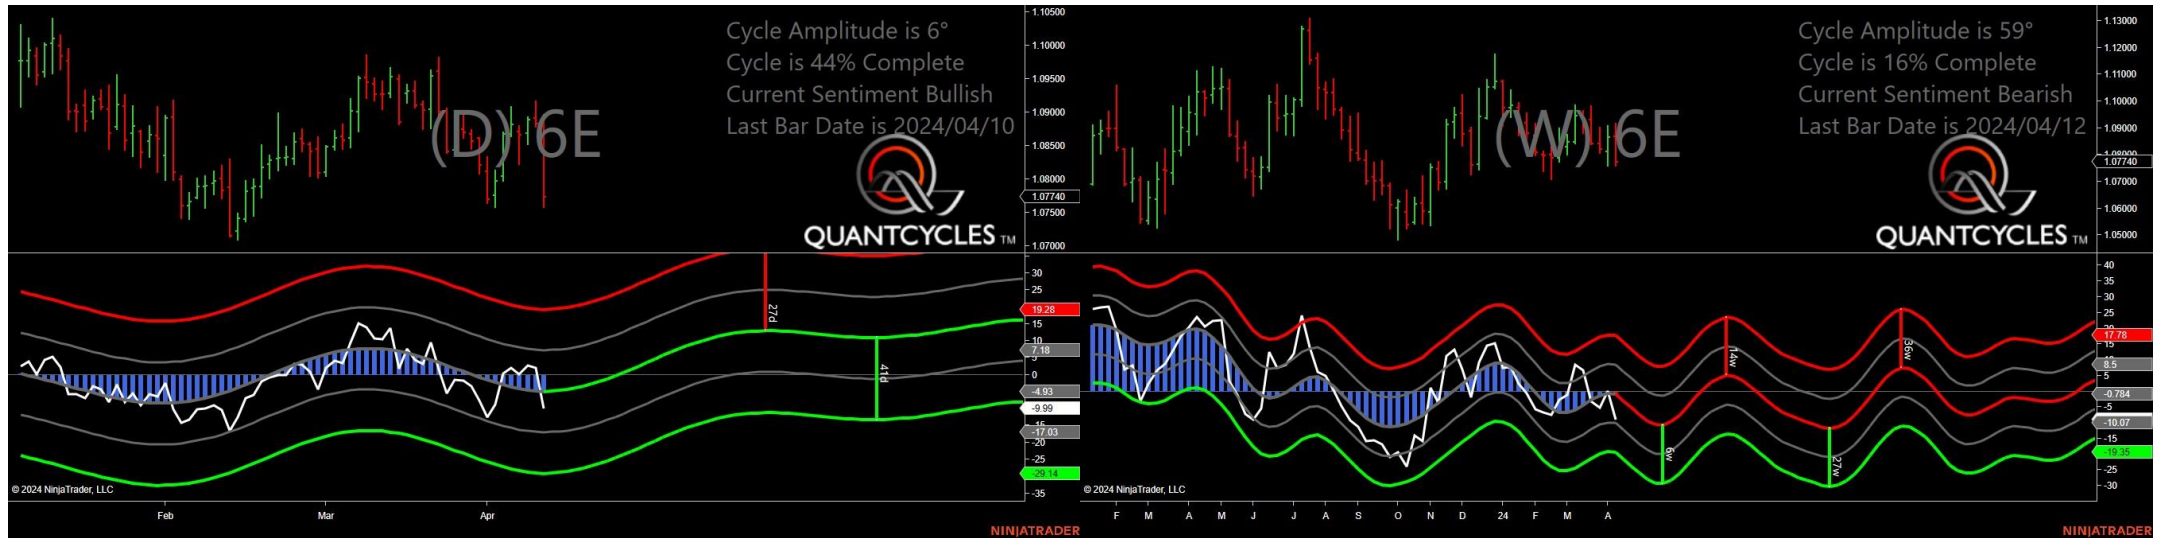 Cycle Amplitude is 6°
Cycle is 44% Complete
Current Sentiment Bullish
Last Bar Date is 2024/04/10
(D) 6E
QUANTCYCLES TM
1.10500
1.10000
1.09500
1.09000
1.08500
1.08000
1.07740
1.07500
1.07000
30
25
19.28
15
10
7.18
0
-4.93
-9.99
-15
-17.03
-20
-25
-29.14
-35
27d
41d
© 2024 NinjaTrader, LLC
Feb Mar Apr
NINJATRADER
Cycle Amplitude is 59°
Cycle is 16% Complete
Current Sentiment Bearish
Last Bar Date is 2024/04/12
(W) 6E
QUANTCYCLES TM
1.13000
1.12000
1.11000
1.10000
1.09000
1.08000
1.07740
1.07000
1.06000
1.05000
40
35
30
25
17.78
15
8.5
5
-0.784
-5
-10.07
-15
-19.35
-25
-30
14w
36w
6w
27w
© 2024 NinjaTrader, LLC
F M A M J J A S O N D 24 F M A
NINJATRADER